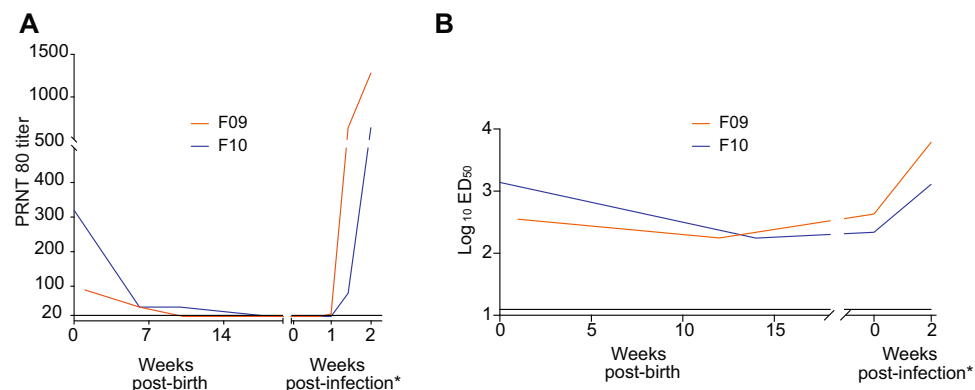 A
PRNT 80 titer
1500
1000
500
400
300
200
100
20
F09
F10
0 7 14 0 1 2
Weeks
post-birth
Weeks
post-infection*
B
Log 10 ED50
4
3
2
1
F09
F10
0 5 10 15 0 2
Weeks
post-birth
Weeks
post-infection*